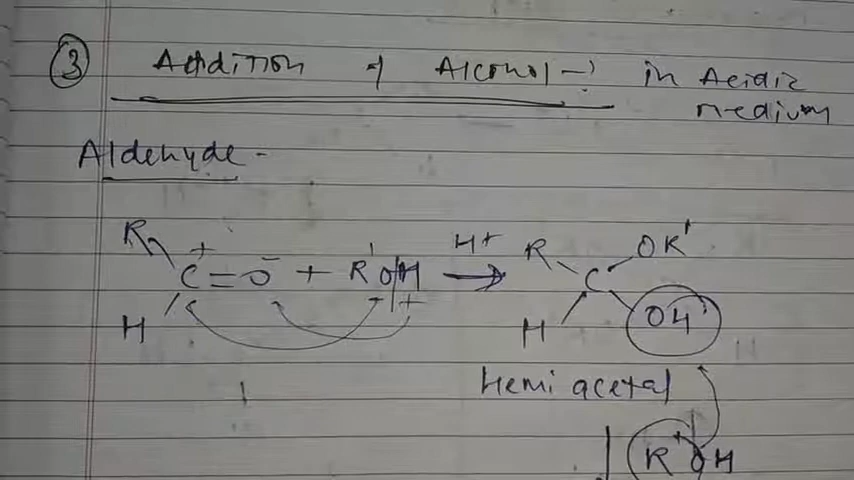 ③ Addition of Alcohol → in Acidic
medium
Aldehyde -
R + - R' OH H+ R OR'
C = O + → C
H + H OH
Hemi acetal
R+ OH